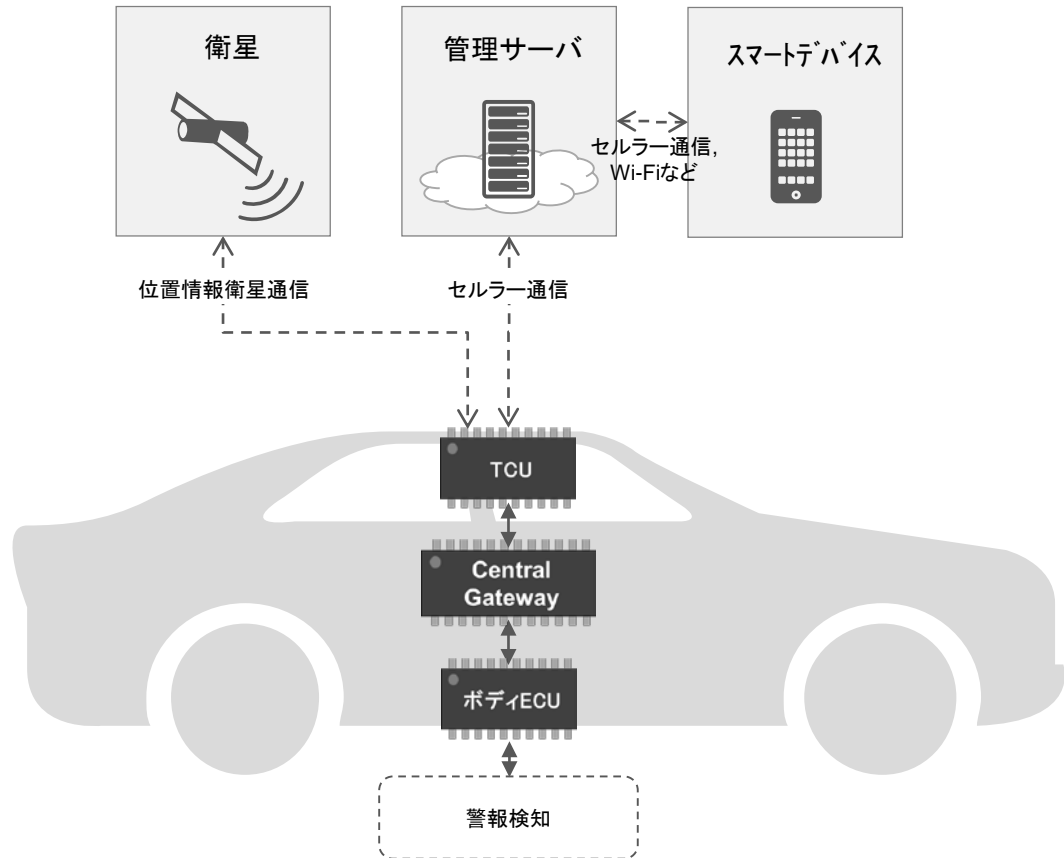 衛星
管理サーバ
スマートデバイス
セルラー通信,
Wi-Fiなど
位置情報衛星通信
セルラー通信
TCU
Central
Gateway
ボディECU
警報検知